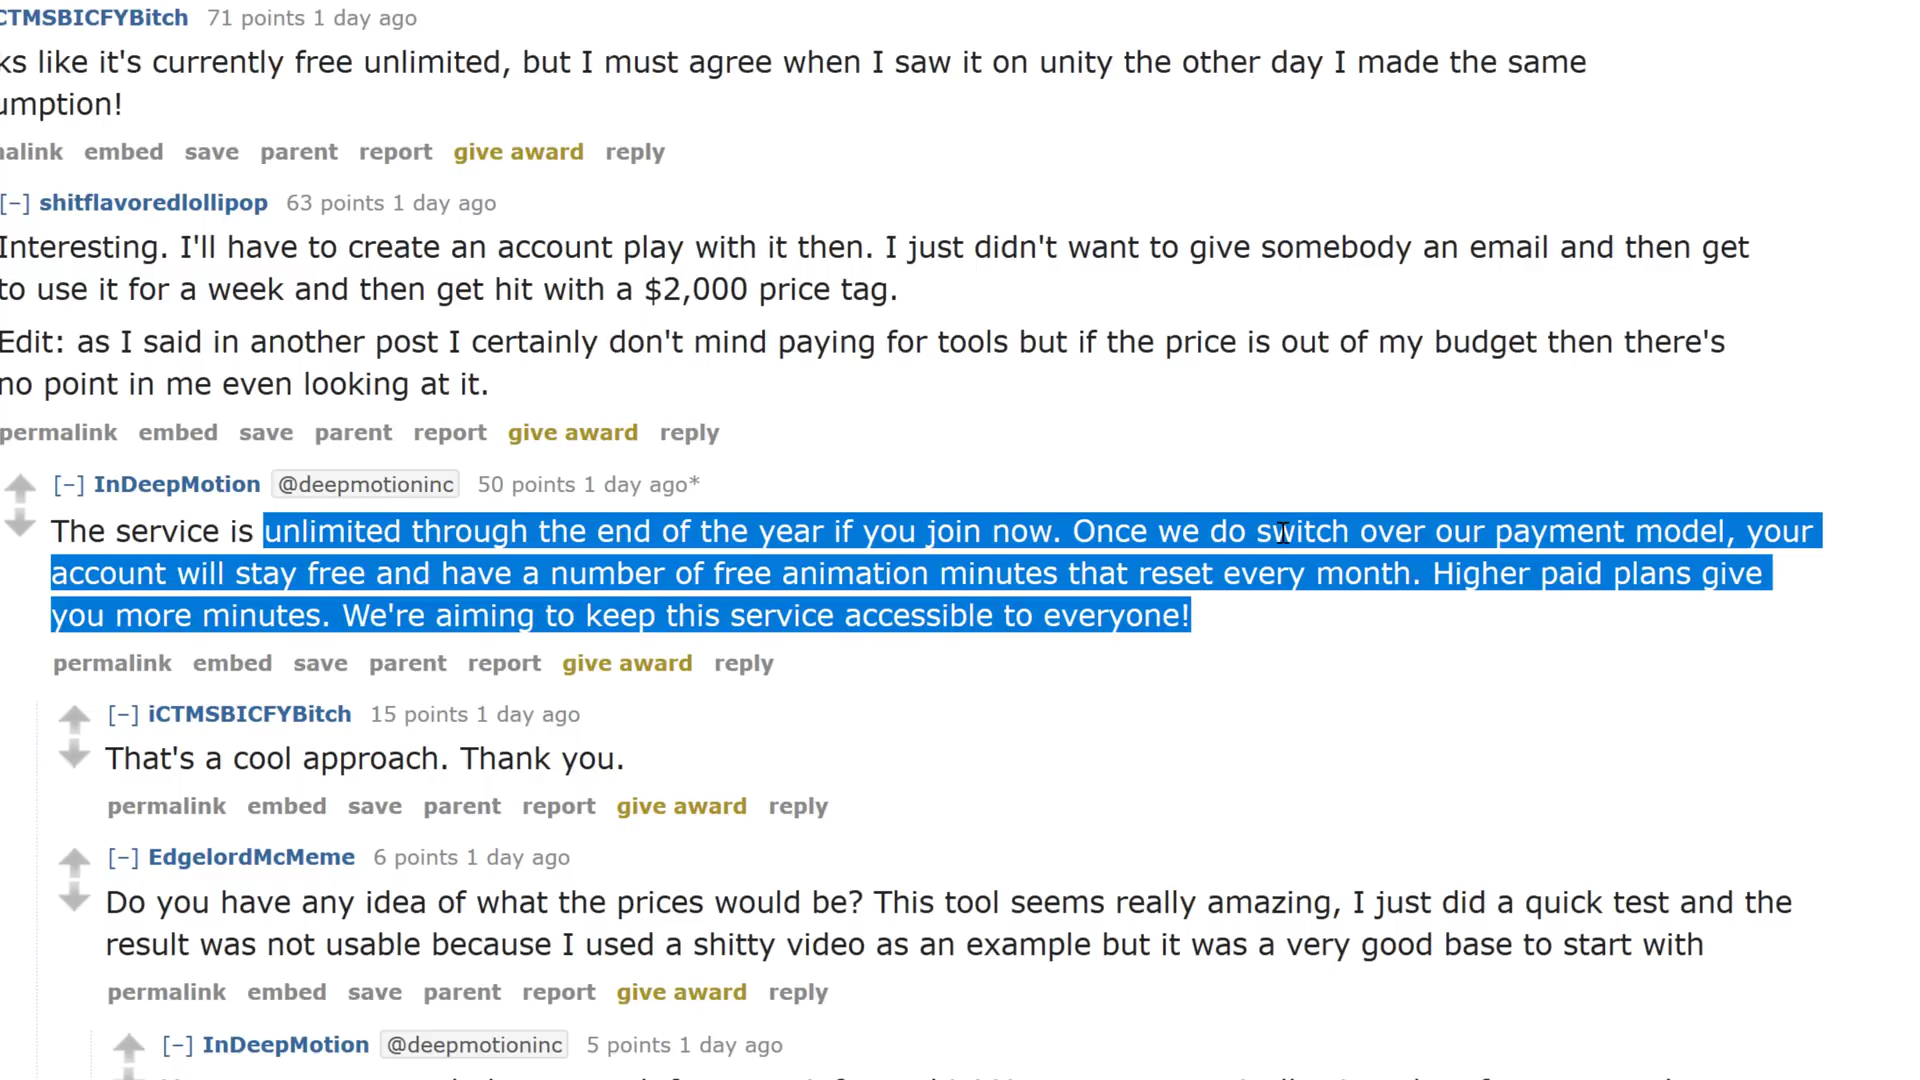 CTMSBICFYBitch 71 points 1 day ago
ks like it's currently free unlimited, but I must agree when I saw it on unity the other day I made the same
umption!
nalink embed save parent report give award reply
[–] shitflavoredlollipop 63 points 1 day ago
Interesting. I'll have to create an account play with it then. I just didn't want to give somebody an email and then get
to use it for a week and then get hit with a $2,000 price tag.
Edit: as I said in another post I certainly don't mind paying for tools but if the price is out of my budget then there's
no point in me even looking at it.
permalink embed save parent report give award reply
[–] InDeepMotion @deepmotioninc 50 points 1 day ago*
The service is unlimited through the end of the year if you join now. Once we do switch over our payment model, your
account will stay free and have a number of free animation minutes that reset every month. Higher paid plans give
you more minutes. We're aiming to keep this service accessible to everyone!
permalink embed save parent report give award reply
[–] iCTMSBICFYBitch 15 points 1 day ago
That's a cool approach. Thank you.
permalink embed save parent report give award reply
[–] EdgelordMcMeme 6 points 1 day ago
Do you have any idea of what the prices would be? This tool seems really amazing, I just did a quick test and the
result was not usable because I used a shitty video as an example but it was a very good base to start with
permalink embed save parent report give award reply
[–] InDeepMotion @deepmotioninc 5 points 1 day ago